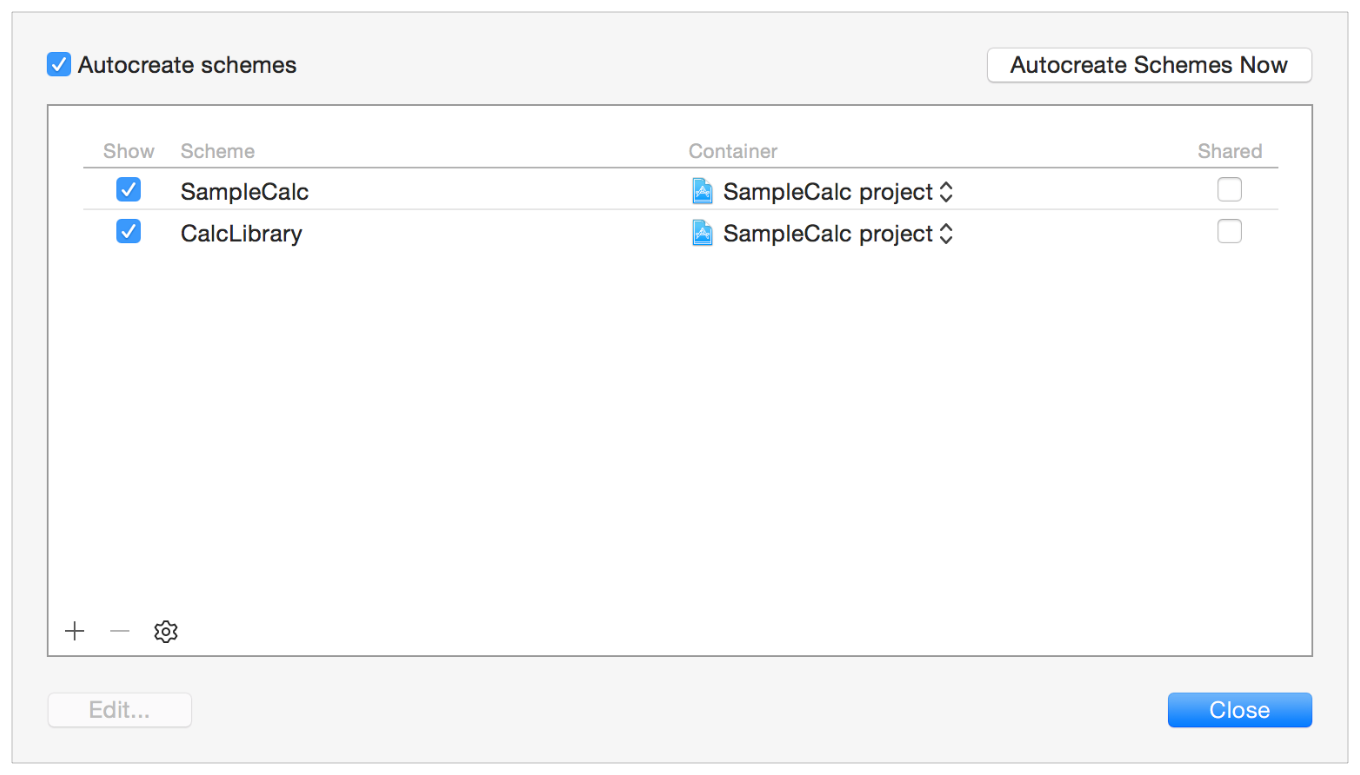 Autocreate schemes
Autocreate Schemes Now
Show Scheme Container Shared
SampleCalc SampleCalc project
CalcLibrary SampleCalc project
Edit...
Close